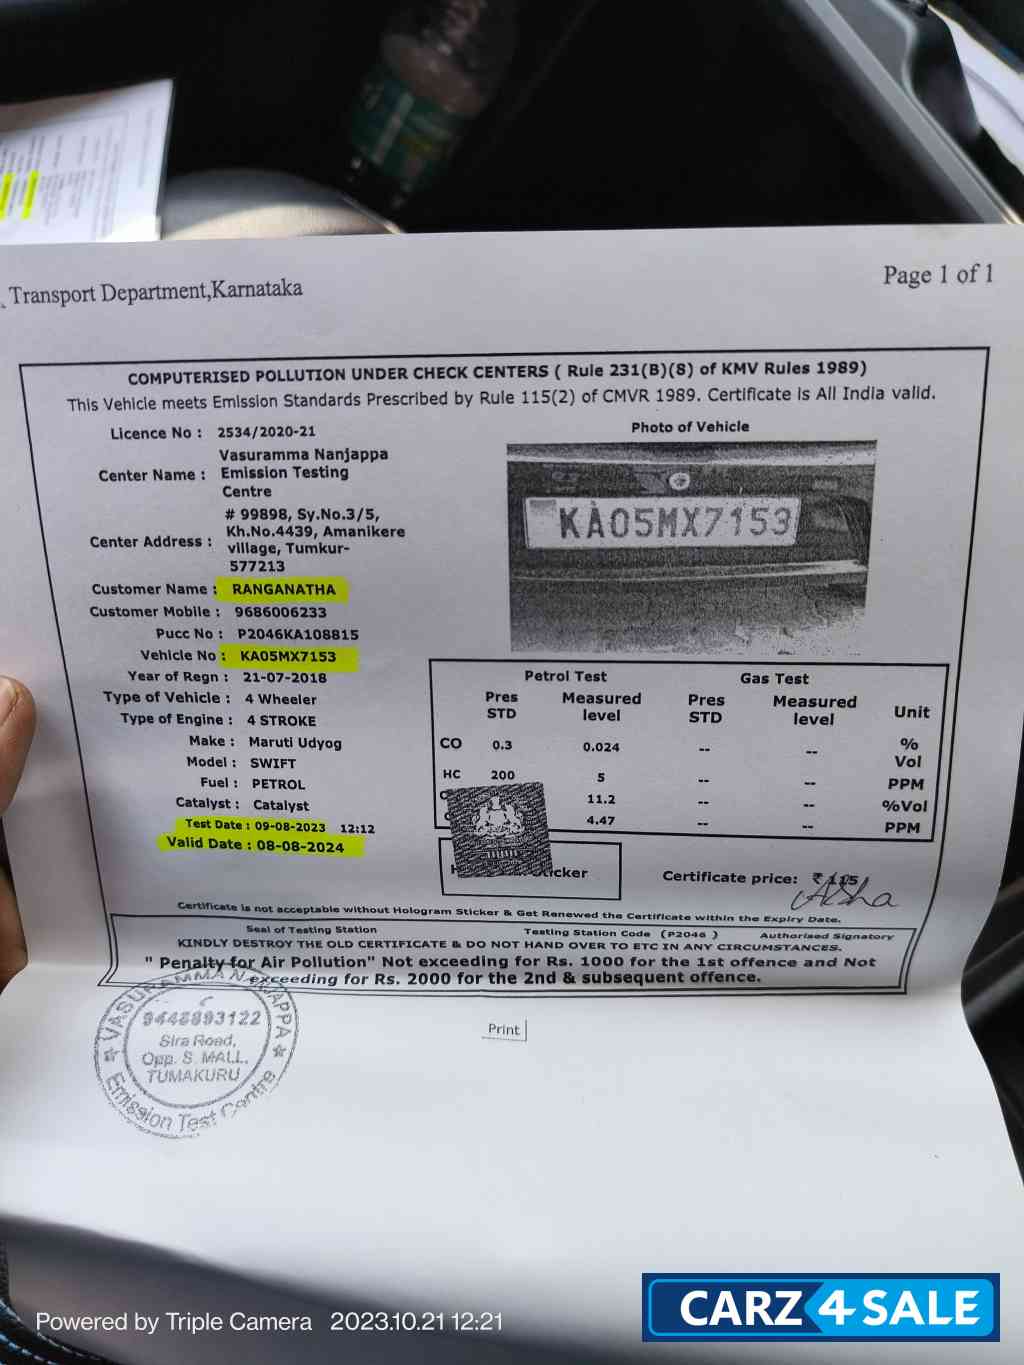 Transport Department,Karnataka
Page 1 of 1
COMPUTERISED POLLUTION UNDER CHECK CENTERS ( Rule 231(B)(8) of KMV Rules 1989)
This Vehicle meets Emission Standards Prescribed by Rule 115(2) of CMVR 1989. Certificate is All India valid.
Licence No : 2534/2020-21
Center Name : Vasuramma Nanjappa
Emission Testing
Centre
Center Address : # 99898, Sy.No.3/5,
Kh.No.4439, Amanikere
village, Tumkur-
577213
Customer Name : RANGANATHA
Customer Mobile : 9686006233
Pucc No : P2046KA108815
Vehicle No : KA05MX7153
Year of Regn : 21-07-2018
Type of Vehicle : 4 Wheeler
Type of Engine : 4 STROKE
Make : Maruti Udyog
Model : SWIFT
Fuel : PETROL
Catalyst : Catalyst
Test Date : 09-08-2023 12:12
Valid Date : 08-08-2024
Photo of Vehicle
KA05MX7153
Petrol Test Gas Test
Pres STD Measured level Pres STD Measured level Unit
CO 0.3 0.024 -- -- % Vol
HC 200 5 -- -- PPM
11.2 -- -- %Vol
4.47 -- -- PPM
Certificate price: ₹ 115
Asha
Certificate is not acceptable without Hologram Sticker & Get Renewed the Certificate within the Expiry Date.
Seal of Testing Station Testing Station Code (P2046 ) Authorised Signatory
KINDLY DESTROY THE OLD CERTIFICATE & DO NOT HAND OVER TO ETC IN ANY CIRCUMSTANCES.
" Penalty for Air Pollution" Not exceeding for Rs. 1000 for the 1st offence and Not
exceeding for Rs. 2000 for the 2nd & subsequent offence.
VASURAMMA NANJAPPA
9448893122
Sira Road,
Opp. S. MALL,
TUMAKURU
Emission Test Centre
Print
Powered by Triple Camera 2023.10.21 12:21
CARZ4SALE